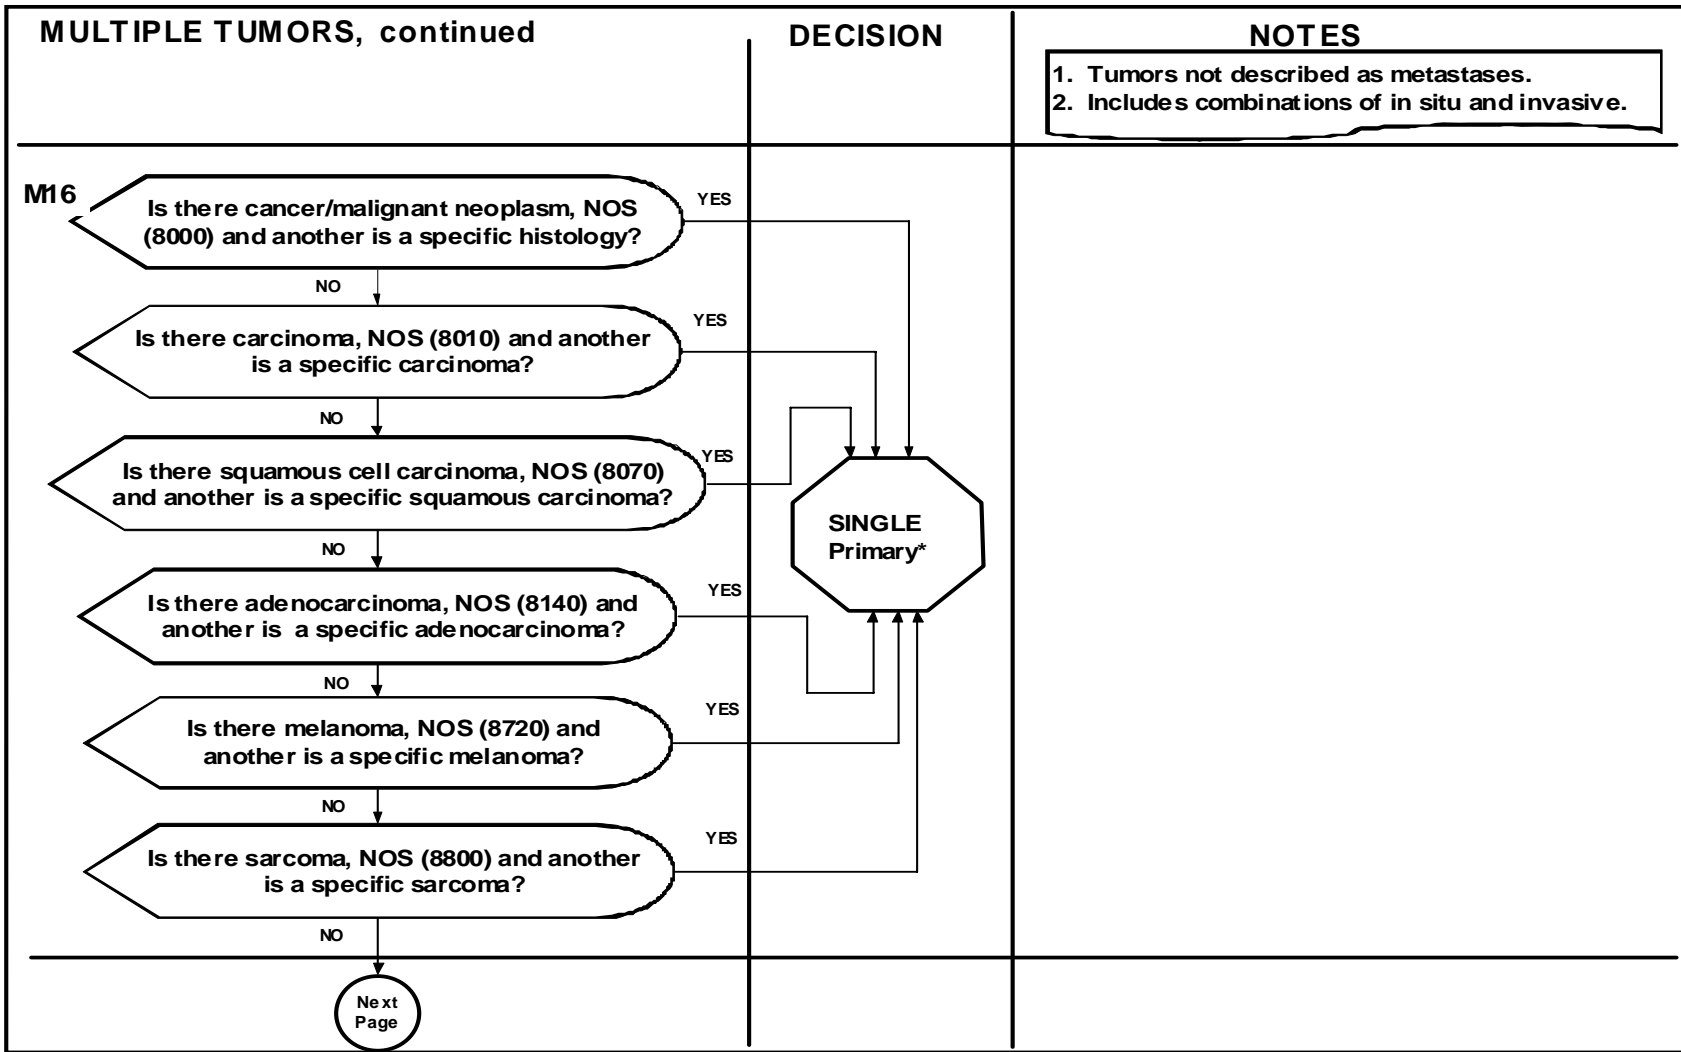 MULTIPLE TUMORS, continued
DECISION
NOTES
1. Tumors not described as metastases.
2. Includes combinations of in situ and invasive.
M16
Is there cancer/malignant neoplasm, NOS
(8000) and another is a specific histology?
YES
NO
Is there carcinoma, NOS (8010) and another
is a specific carcinoma?
YES
NO
Is there squamous cell carcinoma, NOS (8070)
and another is a specific squamous carcinoma?
YES
NO
SINGLE
Primary*
Is there adenocarcinoma, NOS (8140) and
another is a specific adenocarcinoma?
YES
NO
Is there melanoma, NOS (8720) and
another is a specific melanoma?
YES
NO
Is there sarcoma, NOS (8800) and another
is a specific sarcoma?
YES
NO
Next
Page